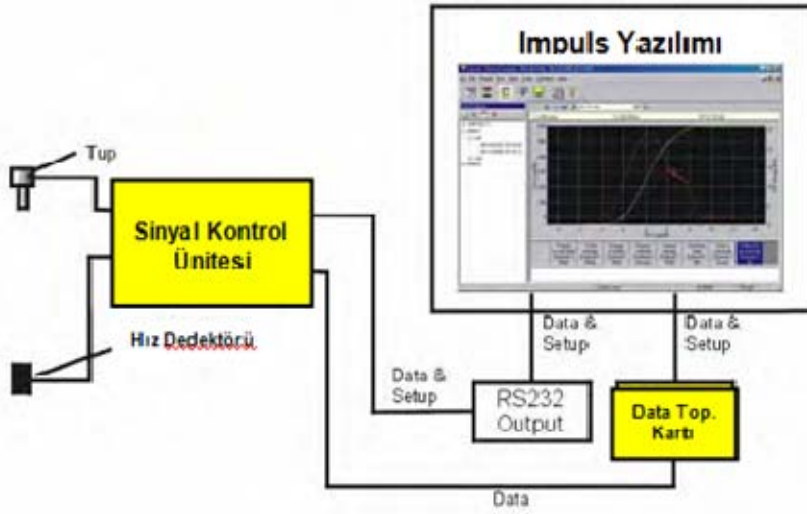 Impuls Yazılımı
Tup
Sinyal Kontrol
Ünitesi
Hız Dedektörü
Data &
Setup
Data &
Setup
Data &
Setup
RS232
Output
Data Top.
Kartı
Data